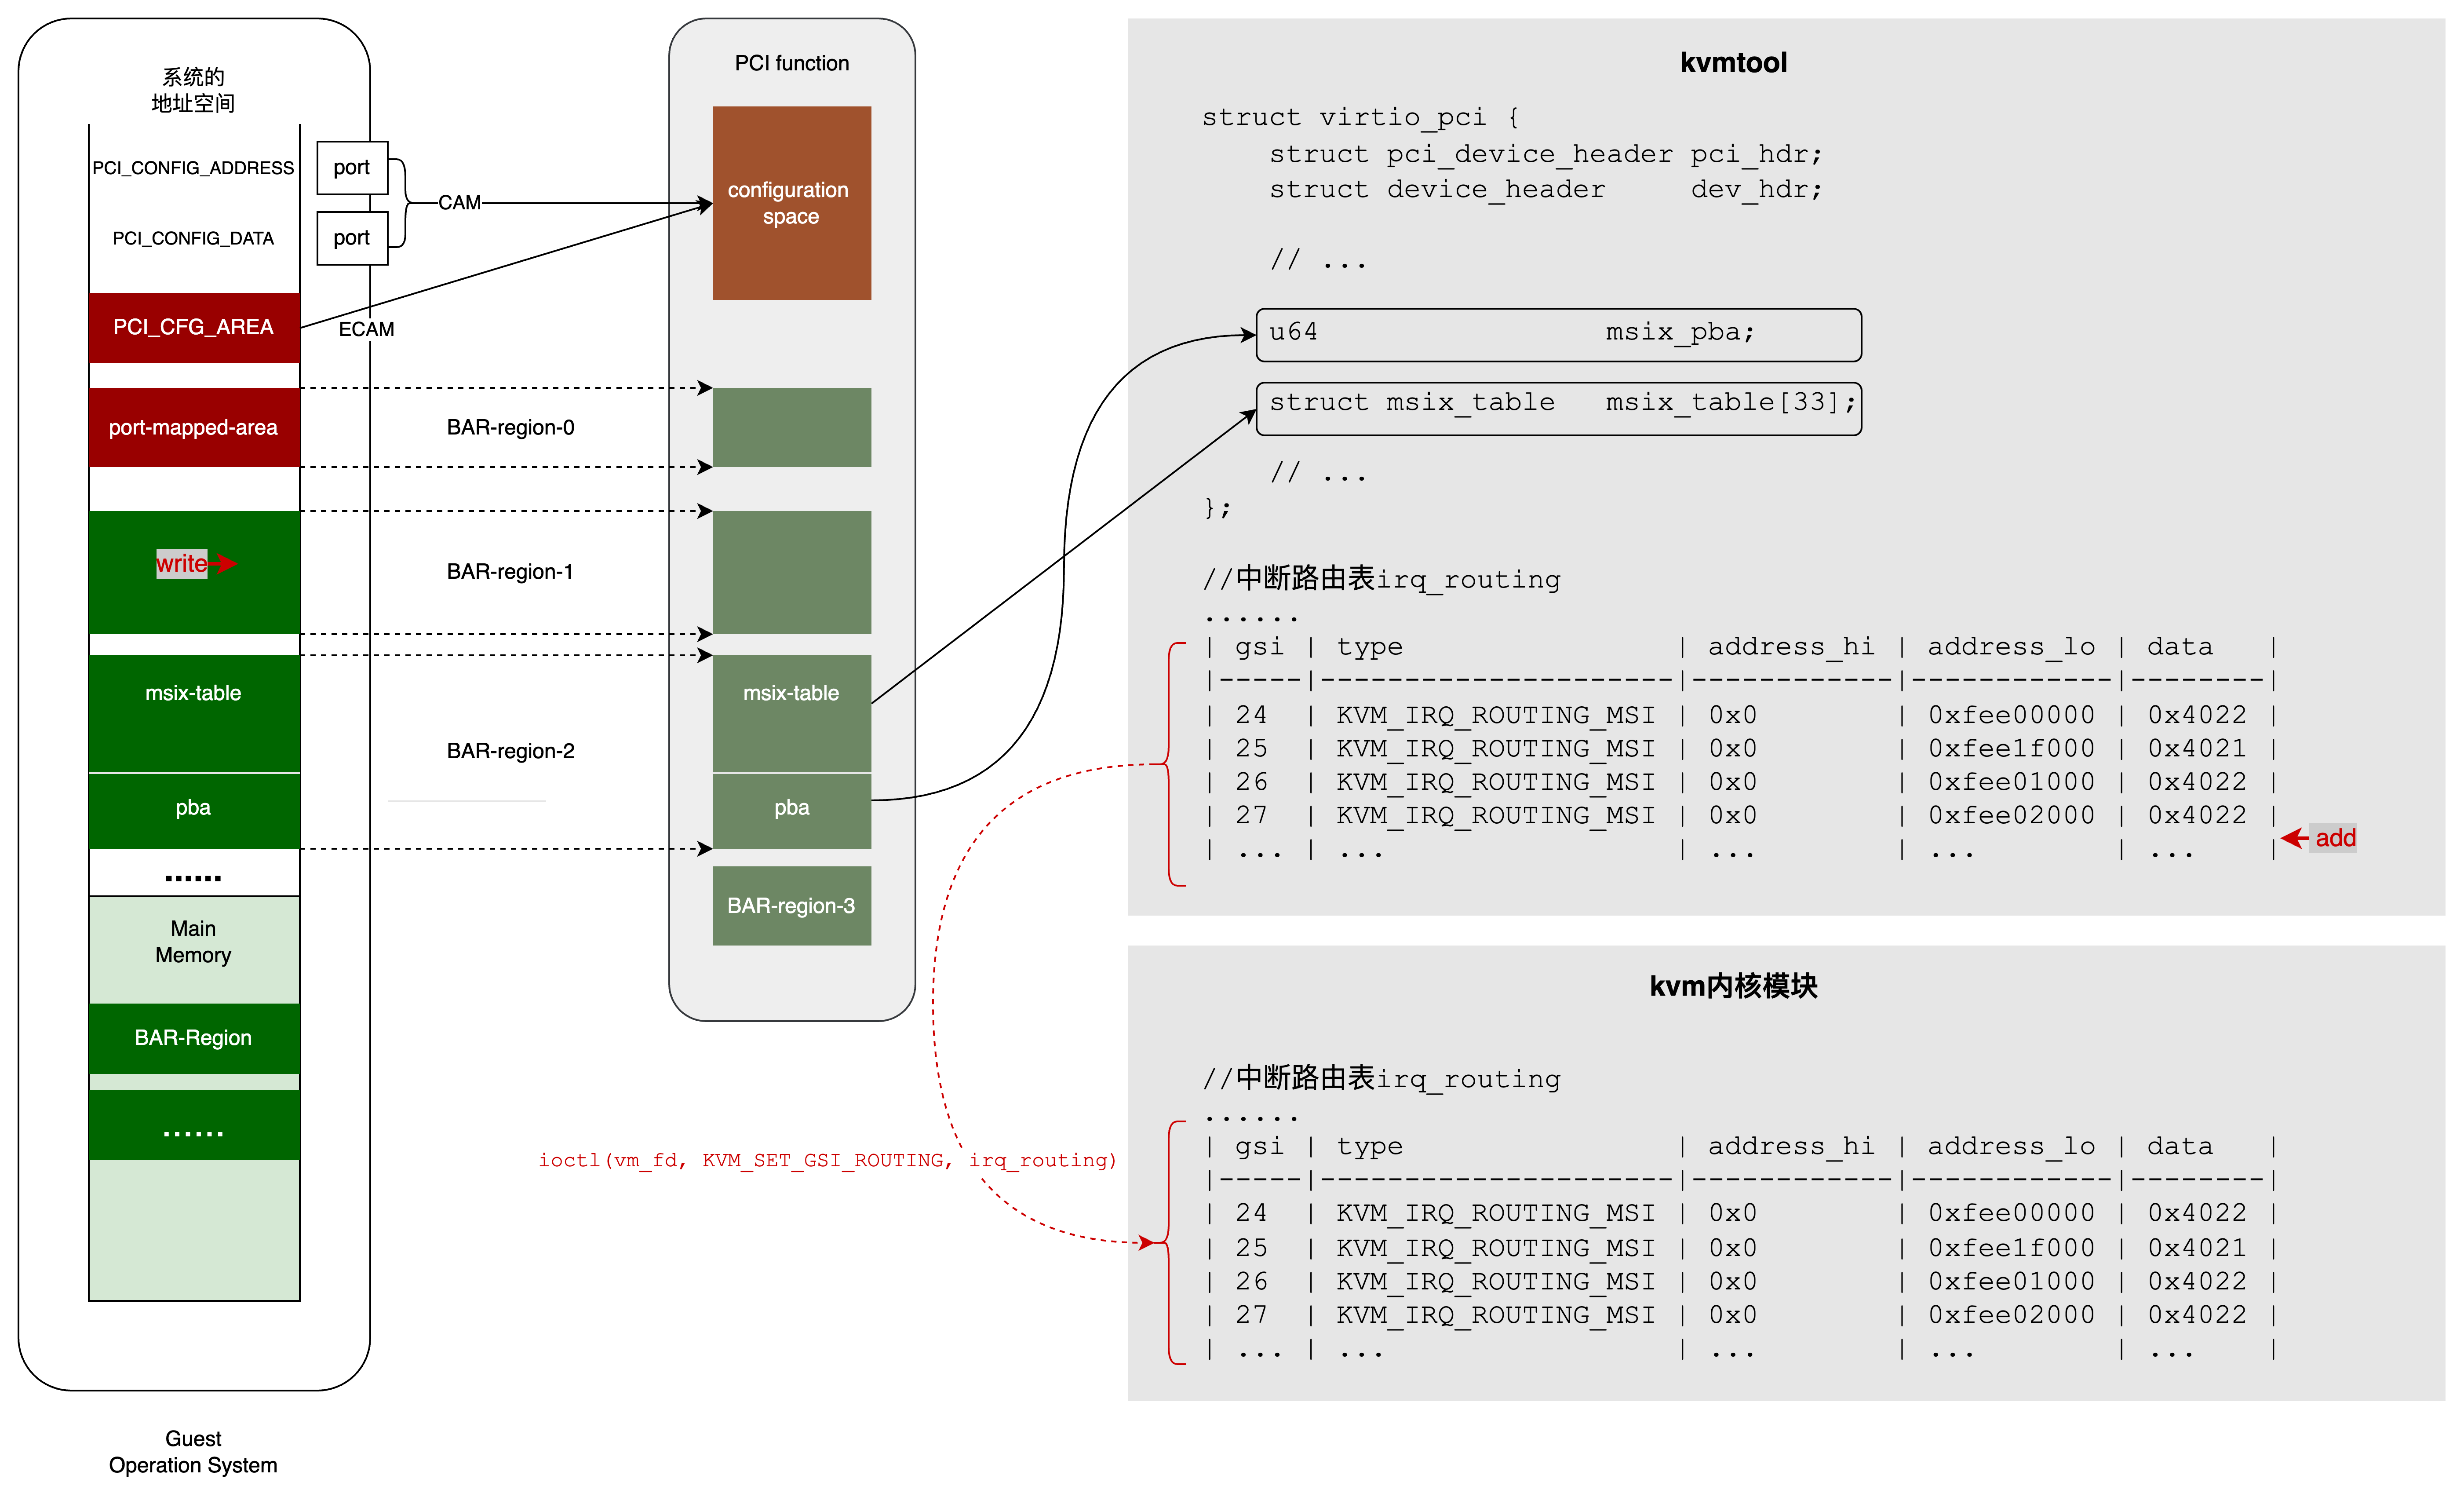 系统的
地址空间
PCI_CONFIG_ADDRESS
port
PCI_CONFIG_DATA
port
CAM
PCI_CFG_AREA
ECAM
port-mapped-area
BAR-region-0
write
BAR-region-1
msix-table
BAR-region-2
pba
......
Main
Memory
BAR-Region
......
Guest
Operation System
PCI function
configuration
space
msix-table
pba
BAR-region-3
kvmtool
struct virtio_pci {
    struct pci_device_header pci_hdr;
    struct device_header     dev_hdr;
    // ...
    u64                 msix_pba;
    struct msix_table   msix_table[33];
    // ...
};
//中断路由表irq_routing
......
| gsi | type                | address_hi | address_lo | data   |
|-----|---------------------|------------|------------|--------|
| 24  | KVM_IRQ_ROUTING_MSI | 0x0        | 0xfee00000 | 0x4022 |
| 25  | KVM_IRQ_ROUTING_MSI | 0x0        | 0xfee1f000 | 0x4021 |
| 26  | KVM_IRQ_ROUTING_MSI | 0x0        | 0xfee01000 | 0x4022 |
| 27  | KVM_IRQ_ROUTING_MSI | 0x0        | 0xfee02000 | 0x4022 |
| ... | ...                 | ...        | ...        | ...    |
add
ioctl(vm_fd, KVM_SET_GSI_ROUTING, irq_routing)
kvm内核模块
//中断路由表irq_routing
......
| gsi | type                | address_hi | address_lo | data   |
|-----|---------------------|------------|------------|--------|
| 24  | KVM_IRQ_ROUTING_MSI | 0x0        | 0xfee00000 | 0x4022 |
| 25  | KVM_IRQ_ROUTING_MSI | 0x0        | 0xfee1f000 | 0x4021 |
| 26  | KVM_IRQ_ROUTING_MSI | 0x0        | 0xfee01000 | 0x4022 |
| 27  | KVM_IRQ_ROUTING_MSI | 0x0        | 0xfee02000 | 0x4022 |
| ... | ...                 | ...        | ...        | ...    |